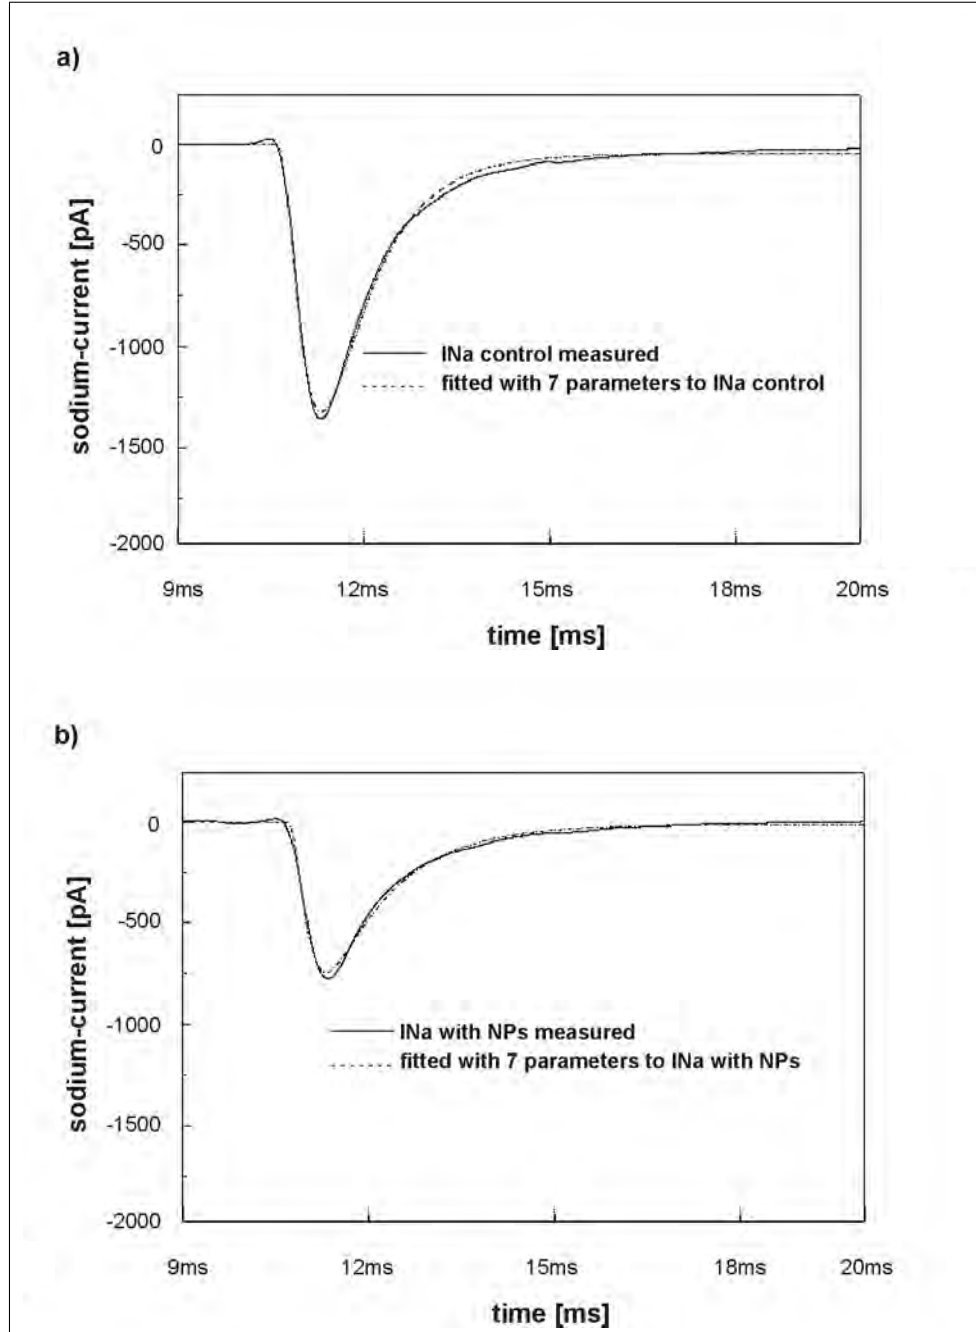 a)
0
-500
-1000
-1500
-2000
sodium-current [pA]
INa control measured
fitted with 7 parameters to INa control
9ms 12ms 15ms 18ms 20ms
time [ms]
b)
0
-500
-1000
-1500
-2000
sodium-current [pA]
INa with NPs measured
fitted with 7 parameters to INa with NPs
9ms 12ms 15ms 18ms 20ms
time [ms]